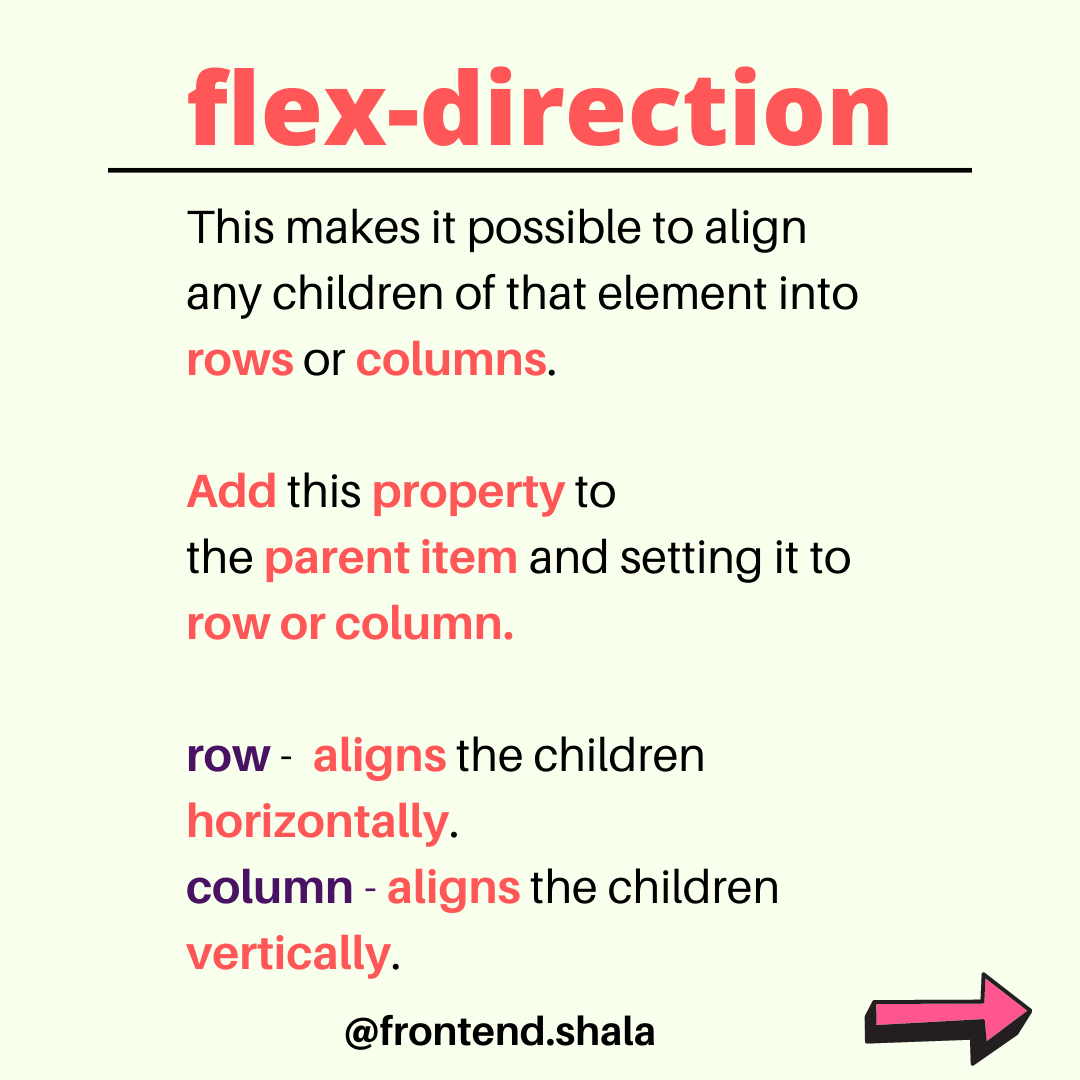 flex-direction
This makes it possible to align
any children of that element into
rows or columns.
Add this property to
the parent item and setting it to
row or column.
row - aligns the children
horizontally.
column - aligns the children
vertically.
@frontend.shala